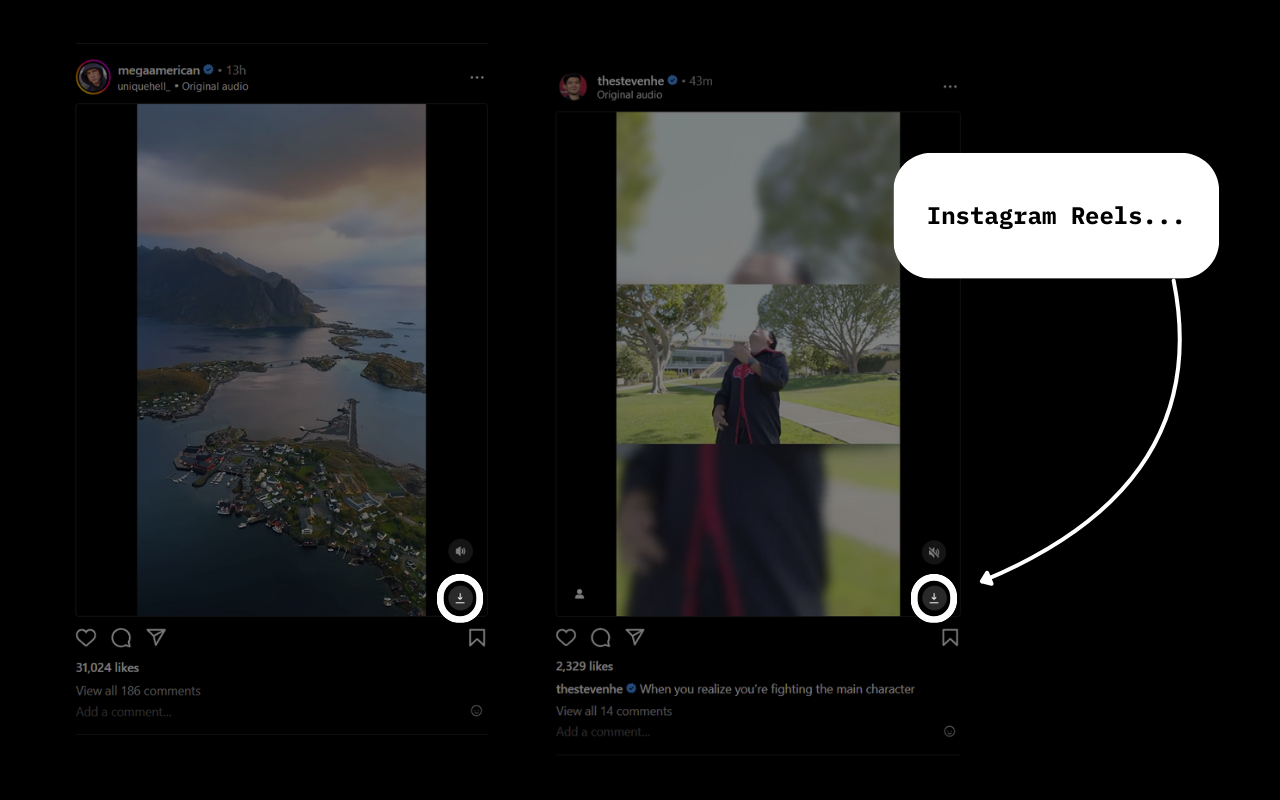 megaamerican • 13h
uniquehell_ • Original audio
31,024 likes
View all 186 comments
Add a comment...
thestevenhe • 43m
Original audio
2,329 likes
thestevenhe When you realize you're fighting the main character
View all 14 comments
Add a comment...
Instagram Reels...